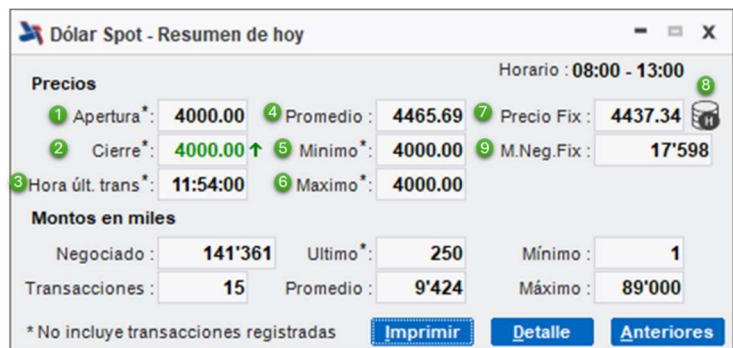 Dólar Spot - Resumen de hoy
Horario : 08:00 - 13:00
Precios
8
1 Apertura*: 4000.00 4 Promedio : 4465.69 7 Precio Fix : 4437.34 H
2 Cierre*: 4000.00 ↑ 5 Minimo*: 4000.00 9 M.Neg.Fix : 17'598
3 Hora últ. trans*: 11:54:00 6 Maximo*: 4000.00
Montos en miles
Negociado : 141'361 Ultimo*: 250 Mínimo : 1
Transacciones : 15 Promedio : 9'424 Máximo : 89'000
* No incluye transacciones registradas Imprimir Detalle Anteriores